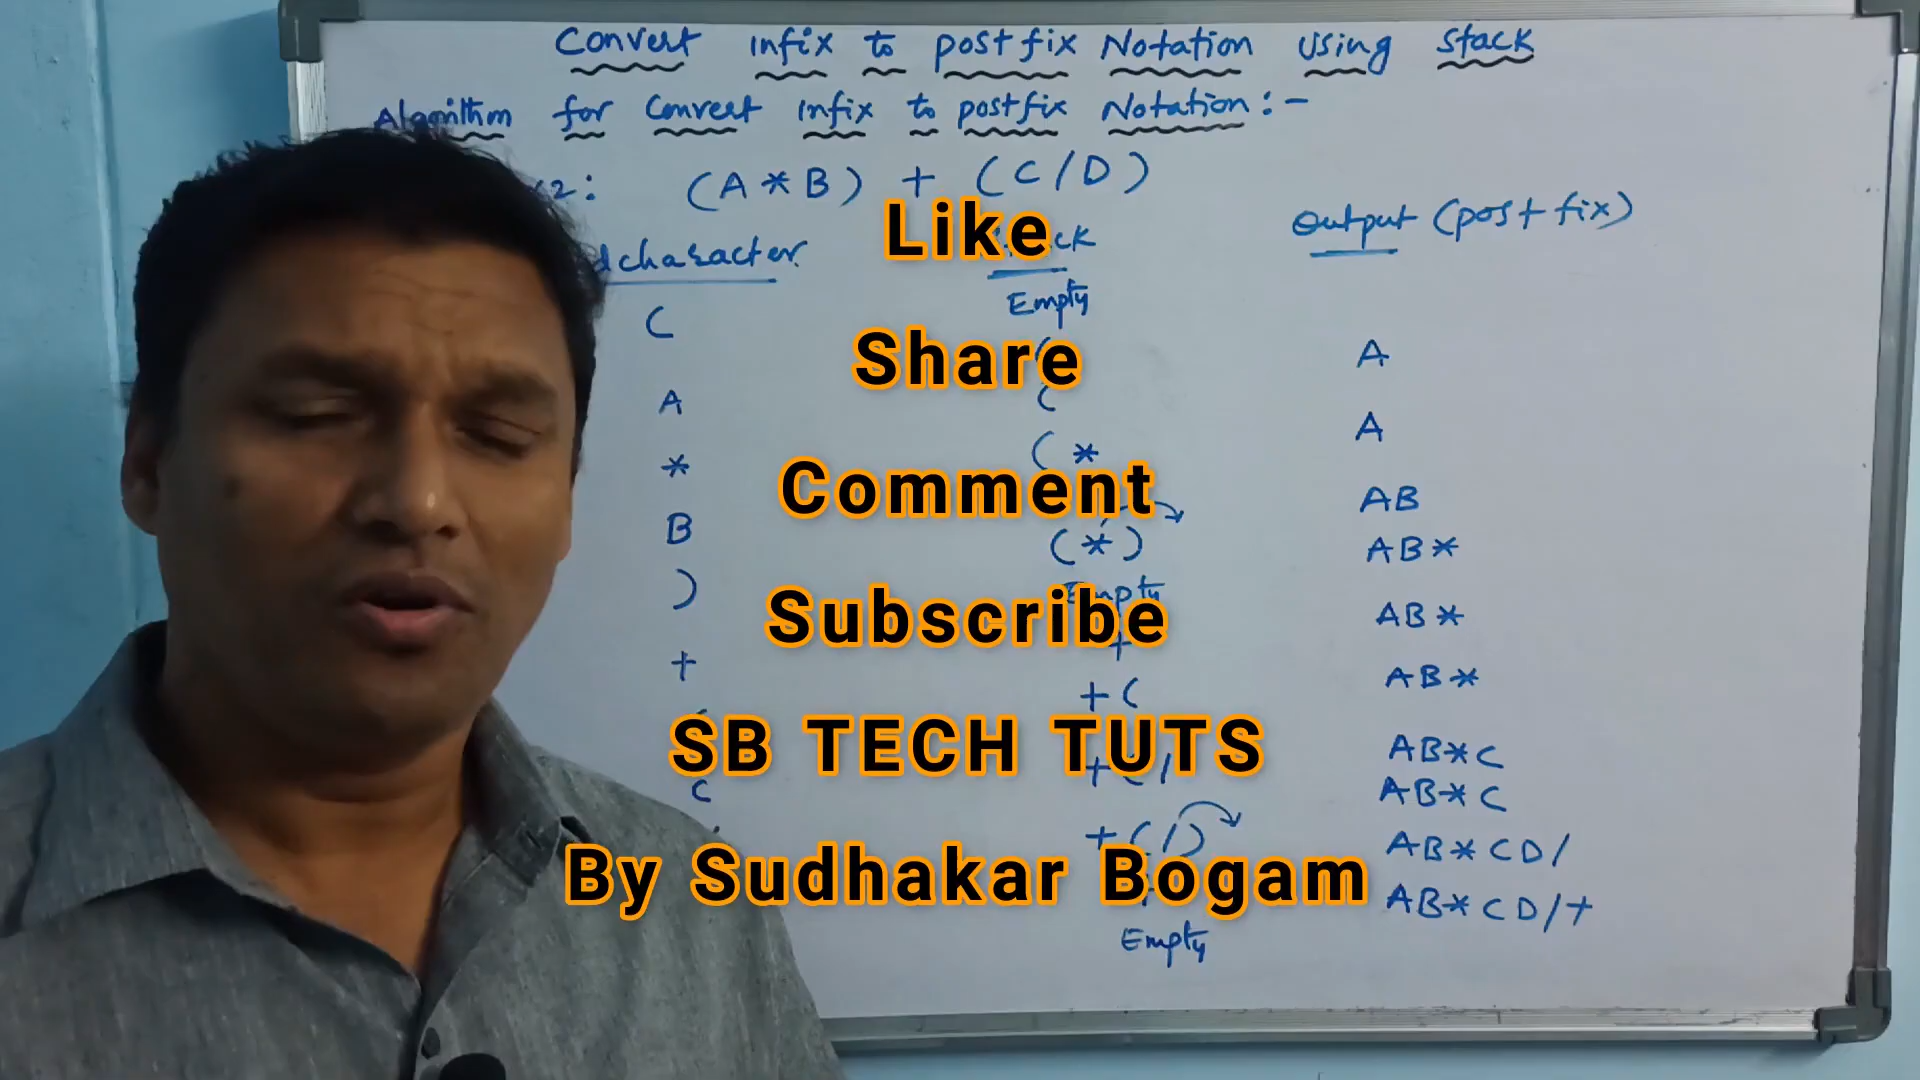 Convert infix to postfix Notation using Stack
Algorithm for Convert Infix to postfix Notation:-
(A * B) + (C/D)
Output (postfix)
Like
Empty
(
A
Share
A
(
A
*
( *
Comment
AB
B
( * )
AB*
)
Empty
AB*
Subscribe
+
+
+(
AB*
SB TECH TUTS
AB*C
C
+(/
AB*C
+(/)
AB*CD/
By Sudhakar Bogam
AB*CD/+
Empty